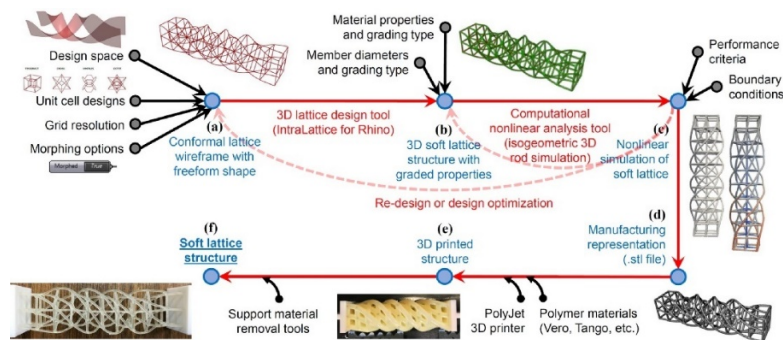 Design space
Unit cell designs
Grid resolution
Morphing options
Morphed True
Material properties
and grading type
Member diameters
and grading type
Performance
criteria
Boundary
conditions
(a)
Conformal lattice
wireframe with
freeform shape
3D lattice design tool
(IntraLattice for Rhino)
(b)
3D soft lattice
structure with
graded properties
Computational
nonlinear analysis tool
(isogeometric 3D
rod simulation)
(c)
Nonlinear
simulation of
soft lattice
Re-design or design optimization
(d)
Manufacturing
representation
(.stl file)
(e)
3D printed
structure
(f)
Soft lattice
structure
Support material
removal tools
PolyJet
3D printer
Polymer materials
(Vero, Tango, etc.)